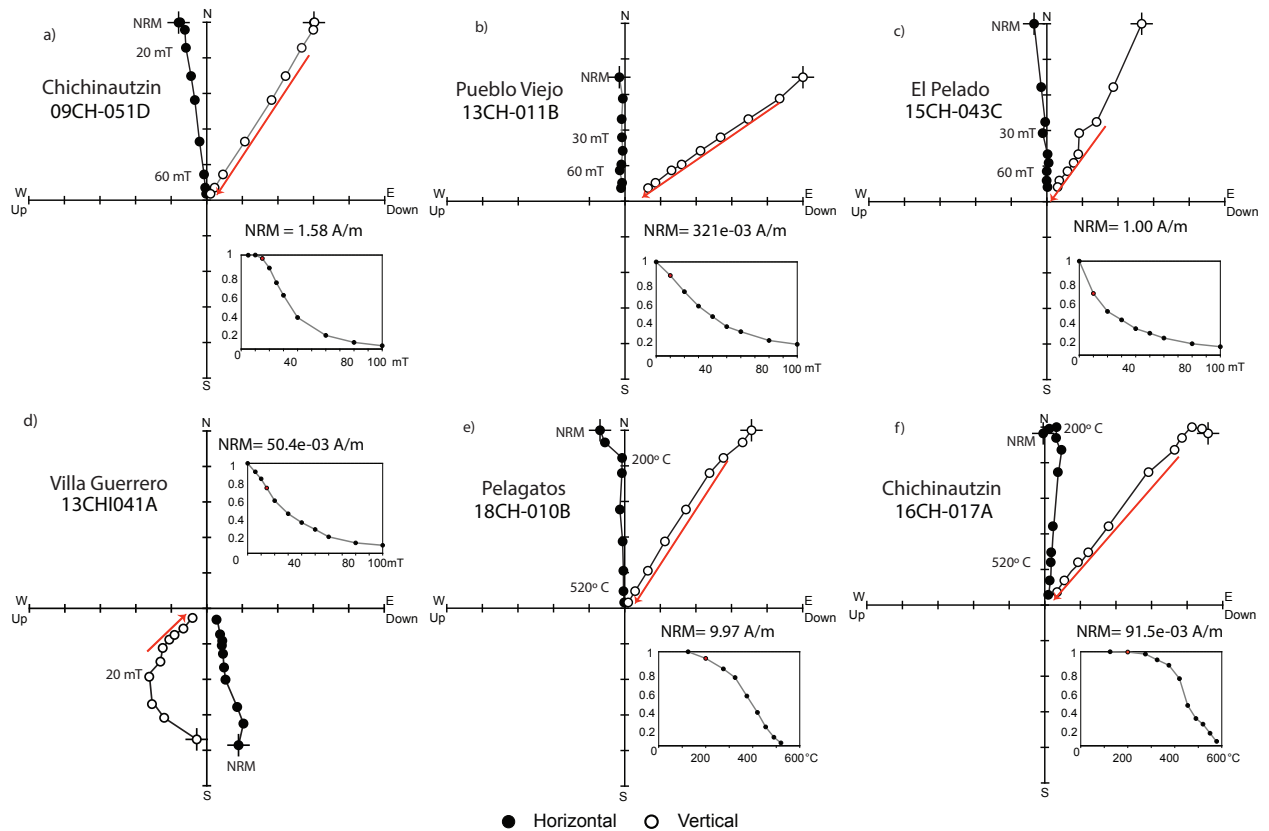 a)
Chichinautzin
09CH-051D
N
NRM
20 mT
60 mT
W
Up
E
Down
S
NRM = 1.58 A/m
1
0.8
0.6
0.4
0.2
0
40
80
100
mT
b)
Pueblo Viejo
13CH-011B
N
NRM
30 mT
60 mT
W
Up
E
Down
S
NRM= 321e-03 A/m
1
0.8
0.6
0.4
0.2
0
40
80
100 mT
c)
El Pelado
15CH-043C
N
NRM
30 mT
60 mT
W
Up
E
Down
S
NRM = 1.00 A/m
1
0.8
0.6
0.4
0.2
0
40
80
100 mT
d)
Villa Guerrero
13CHI041A
N
NRM= 50.4e-03 A/m
1
0.8
0.6
0.4
0.2
0
40
80
100
mT
W
Up
E
Down
20 mT
NRM
S
e)
Pelagatos
18CH-010B
N
NRM
200º C
520º C
W
Up
E
Down
S
NRM= 9.97 A/m
1
0.8
0.6
0.4
0.2
0
200
400
600°C
f)
Chichinautzin
16CH-017A
N
NRM
200º C
520º C
W
Up
E
Down
S
NRM= 91.5e-03 A/m
1
0.8
0.6
0.4
0.2
0
200
400
600
°C
Horizontal
Vertical